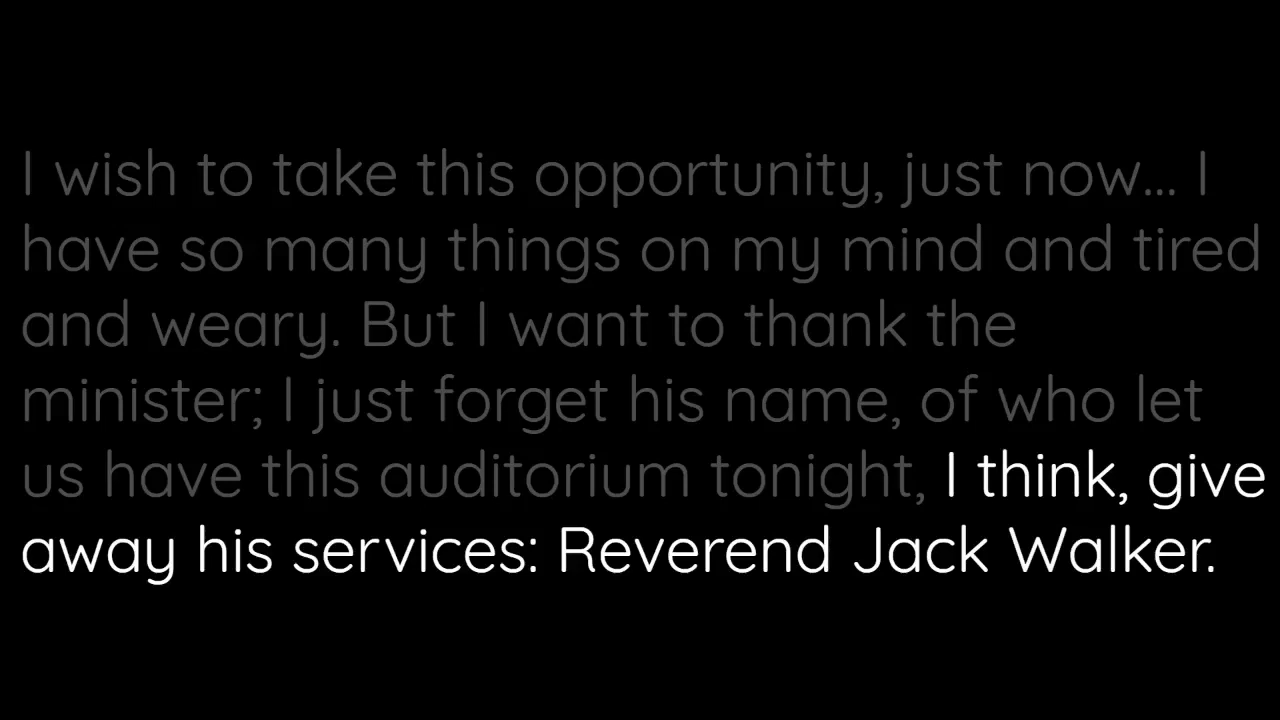 I wish to take this opportunity, just now... I
have so many things on my mind and tired
and weary. But I want to thank the
minister; I just forget his name, of who let
us have this auditorium tonight, I think, give
away his services: Reverend Jack Walker.